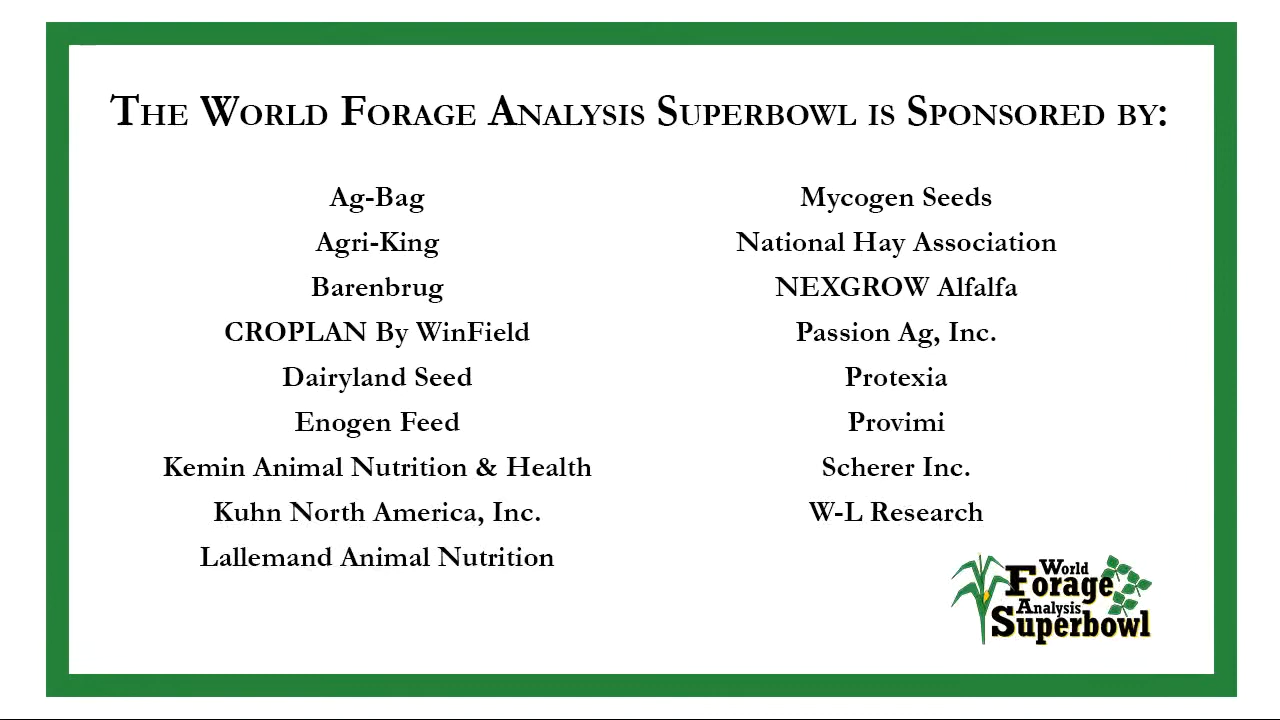 The World Forage Analysis Superbowl is Sponsored by:
Ag-Bag
Agri-King
Barenbrug
CROPLAN By WinField
Dairyland Seed
Enogen Feed
Kemin Animal Nutrition & Health
Kuhn North America, Inc.
Lallemand Animal Nutrition
Mycogen Seeds
National Hay Association
NEXGROW Alfalfa
Passion Ag, Inc.
Protexia
Provimi
Scherer Inc.
W-L Research
World
Forage
Analysis
Superbowl